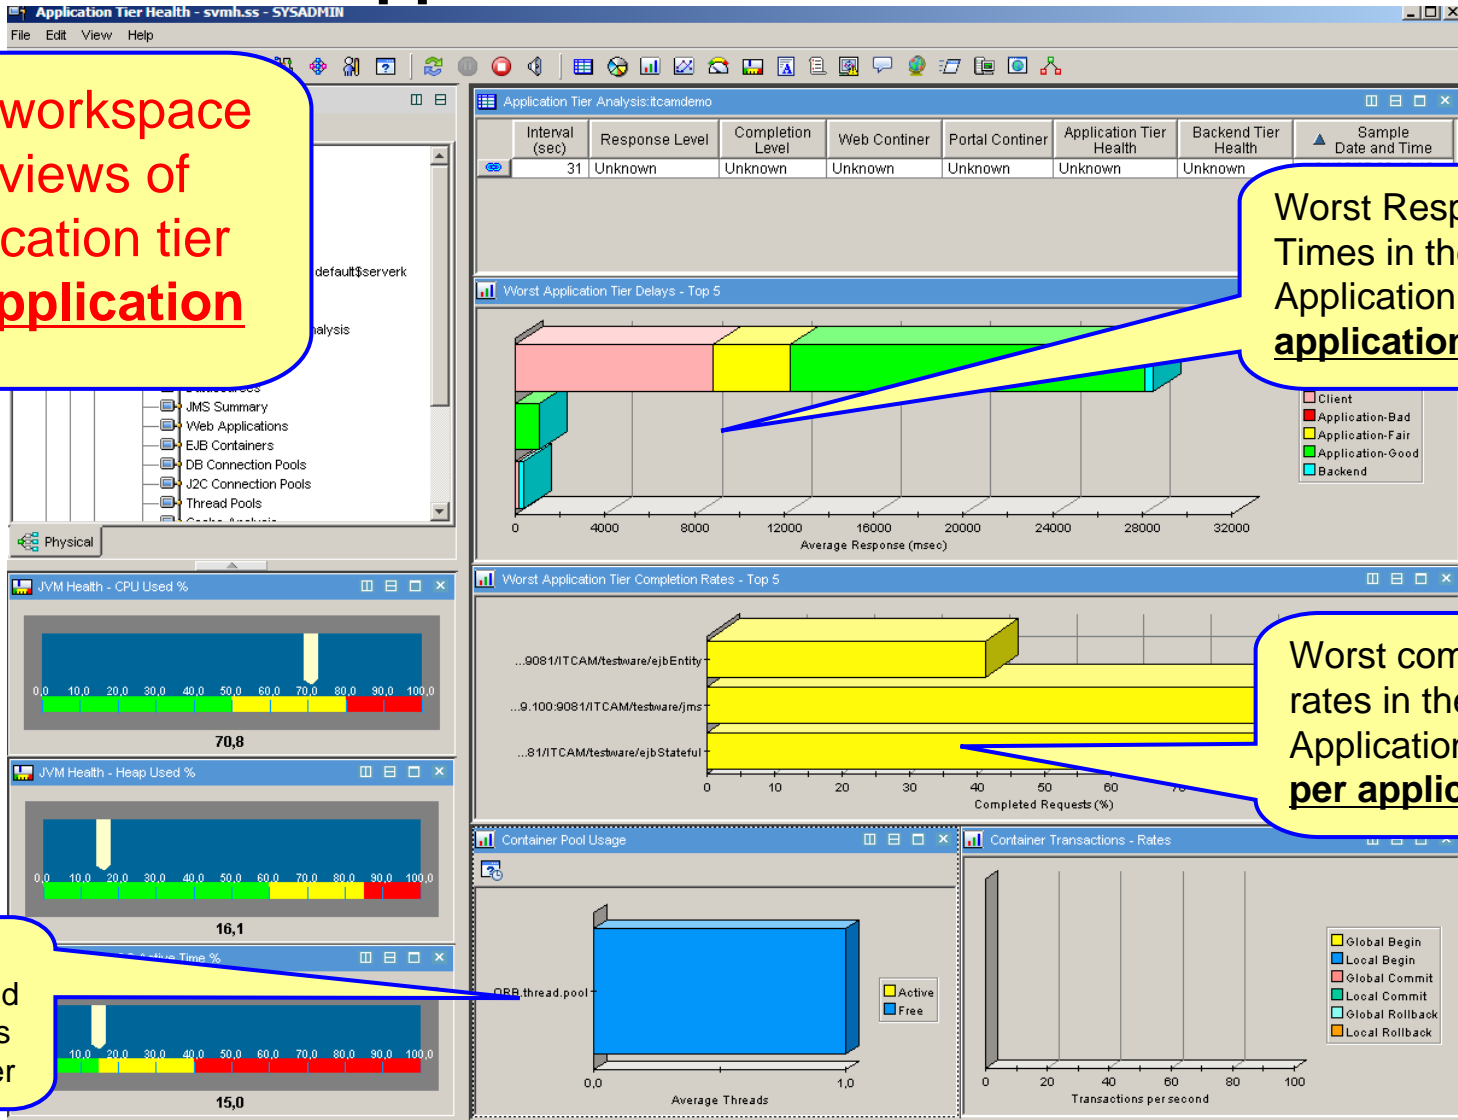 Application Tier Health - svmh.ss - SYSADMIN
File Edit View Help
workspace
views of
cation tier
pplication
default$serverk
alysis
JMS Summary
Web Applications
EJB Containers
DB Connection Pools
J2C Connection Pools
Thread Pools
Physical
Application Tier Analysis:itcamdemo
Interval (sec) Response Level Completion Level Web Continer Portal Continer Application Tier Health Backend Tier Health Sample Date and Time
31 Unknown Unknown Unknown Unknown Unknown Unknown
Worst Resp
Times in the
Application
application
Worst Application Tier Delays - Top 5
Client
Application-Bad
Application-Fair
Application-Good
Backend
0 4000 8000 12000 16000 20000 24000 28000 32000
Average Response (msec)
JVM Health - CPU Used %
0,0 10,0 20,0 30,0 40,0 50,0 60,0 70,0 80,0 90,0 100,0
70,8
Worst Application Tier Completion Rates - Top 5
...9081/ITCAM/testware/ejbEntity
...9.100:9081/ITCAM/testware/jms
...81/ITCAM/testware/ejbStateful
0 10 20 30 40 50 60
Completed Requests (%)
Worst com
rates in the
Application
per applic
JVM Health - Heap Used %
0,0 10,0 20,0 30,0 40,0 50,0 60,0 70,0 80,0 90,0 100,0
16,1
Active Time %
d
s
er
10,0 20,0 30,0 40,0 50,0 60,0 70,0 80,0 90,0 100,0
15,0
Container Pool Usage
ORB.thread.pool
Active
Free
0,0 1,0
Average Threads
Container Transactions - Rates
Global Begin
Local Begin
Global Commit
Local Commit
Global Rollback
Local Rollback
0 20 40 60 80 100
Transactions per second